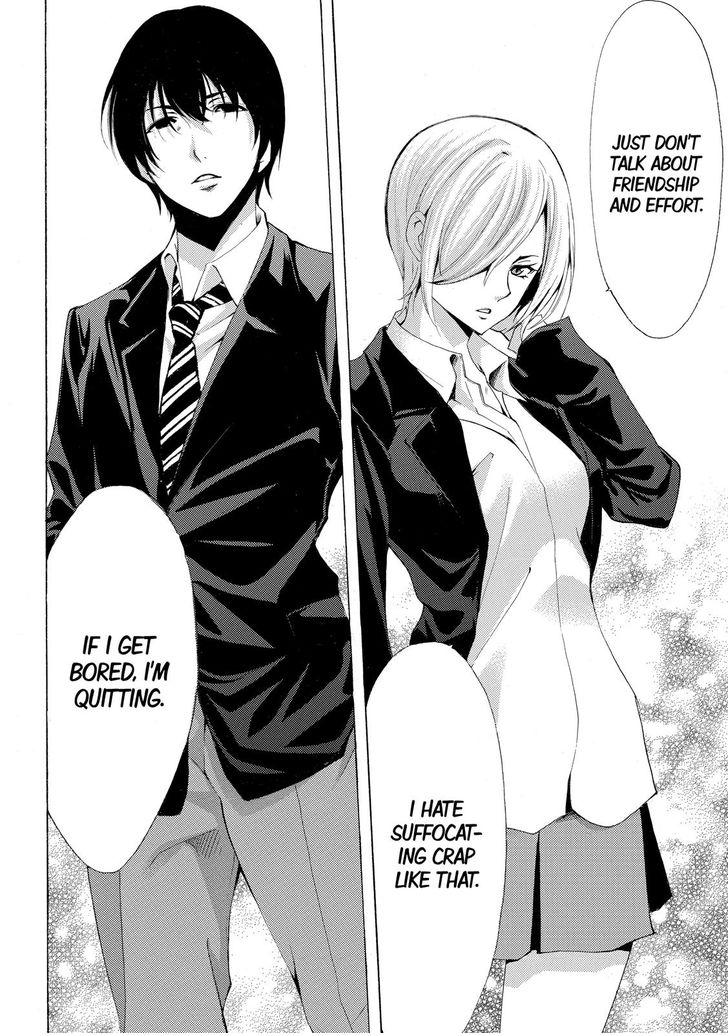 JUST DON'T
TALK ABOUT
FRIENDSHIP
AND EFFORT.
I HATE
SUFFOCAT-
ING CRAP
LIKE THAT.
IF I GET
BORED, I'M
QUITTING.